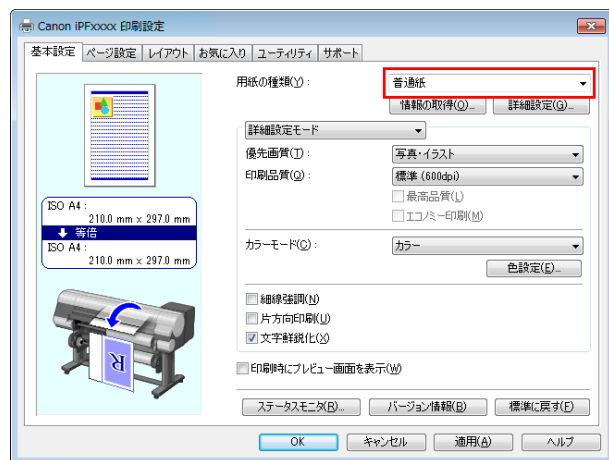 Canon iPFxxxx 印刷設定
基本設定 ページ設定 レイアウト お気に入り ユーティリティ サポート
用紙の種類(Y)： 普通紙
情報の取得(O)... 詳細設定(G)...
詳細設定モード
優先画質(T)： 写真・イラスト
印刷品質(Q)： 標準 (600dpi)
最高品質(L)
エコノミー印刷(M)
ISO A4：
210.0 mm x 297.0 mm
等倍
ISO A4：
210.0 mm x 297.0 mm
カラーモード(C)： カラー
色設定(E)...
細線強調(N)
片方向印刷(U)
文字鮮鋭化(X)
R
印刷時にプレビュー画面を表示(W)
ステータスモニタ(R)... バージョン情報(B) 標準に戻す(F)
OK キャンセル 適用(A) ヘルプ